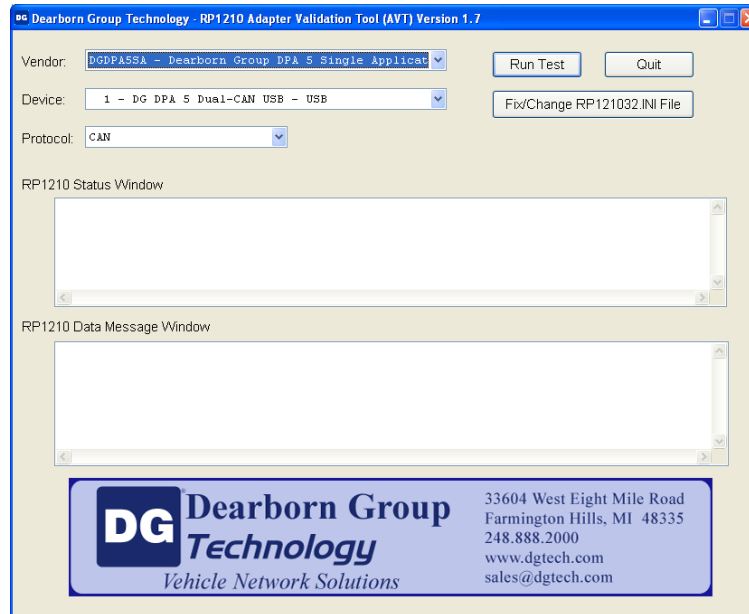 DG Dearborn Group Technology - RP1210 Adapter Validation Tool (AVT) Version 1.7
Vendor: DGDPA5SA - Dearborn Group DPA 5 Single Applicat
Run Test
Quit
Device: 1 - DG DPA 5 Dual-CAN USB - USB
Fix/Change RP121032.INI File
Protocol: CAN
RP1210 Status Window
RP1210 Data Message Window
DG
Dearborn Group
Technology
Vehicle Network Solutions
33604 West Eight Mile Road
Farmington Hills, MI 48335
248.888.2000
www.dgtech.com
sales@dgtech.com